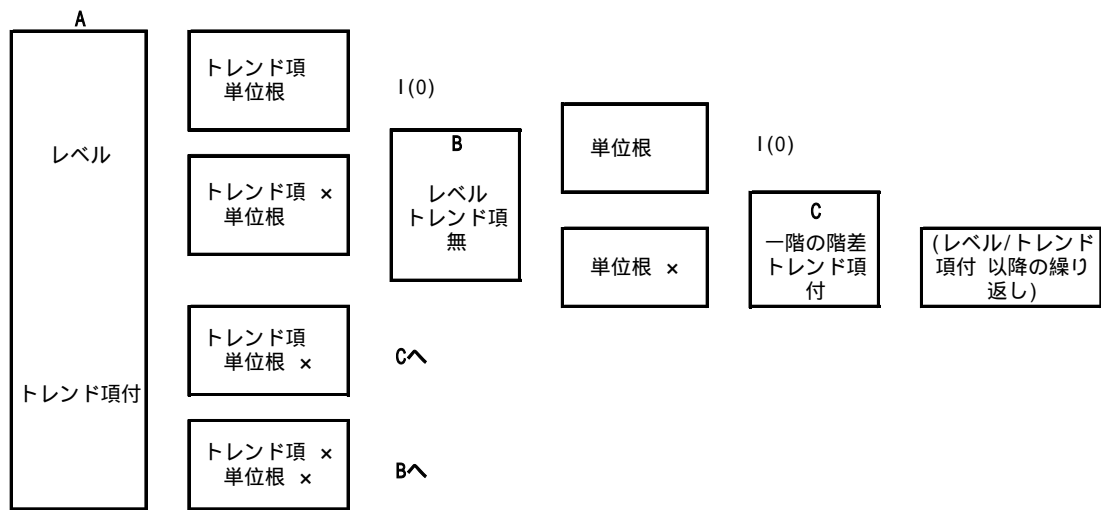 A
レベル
トレンド項付
トレンド項
単位根
トレンド項 ×
単位根
トレンド項
単位根 ×
トレンド項 ×
単位根 ×
I(0)
B
レベル
トレンド項
無
Cへ
Bへ
単位根
単位根 ×
I(0)
C
一階の階差
トレンド項
付
(レベル/トレンド
項付 以降の繰り
返し)